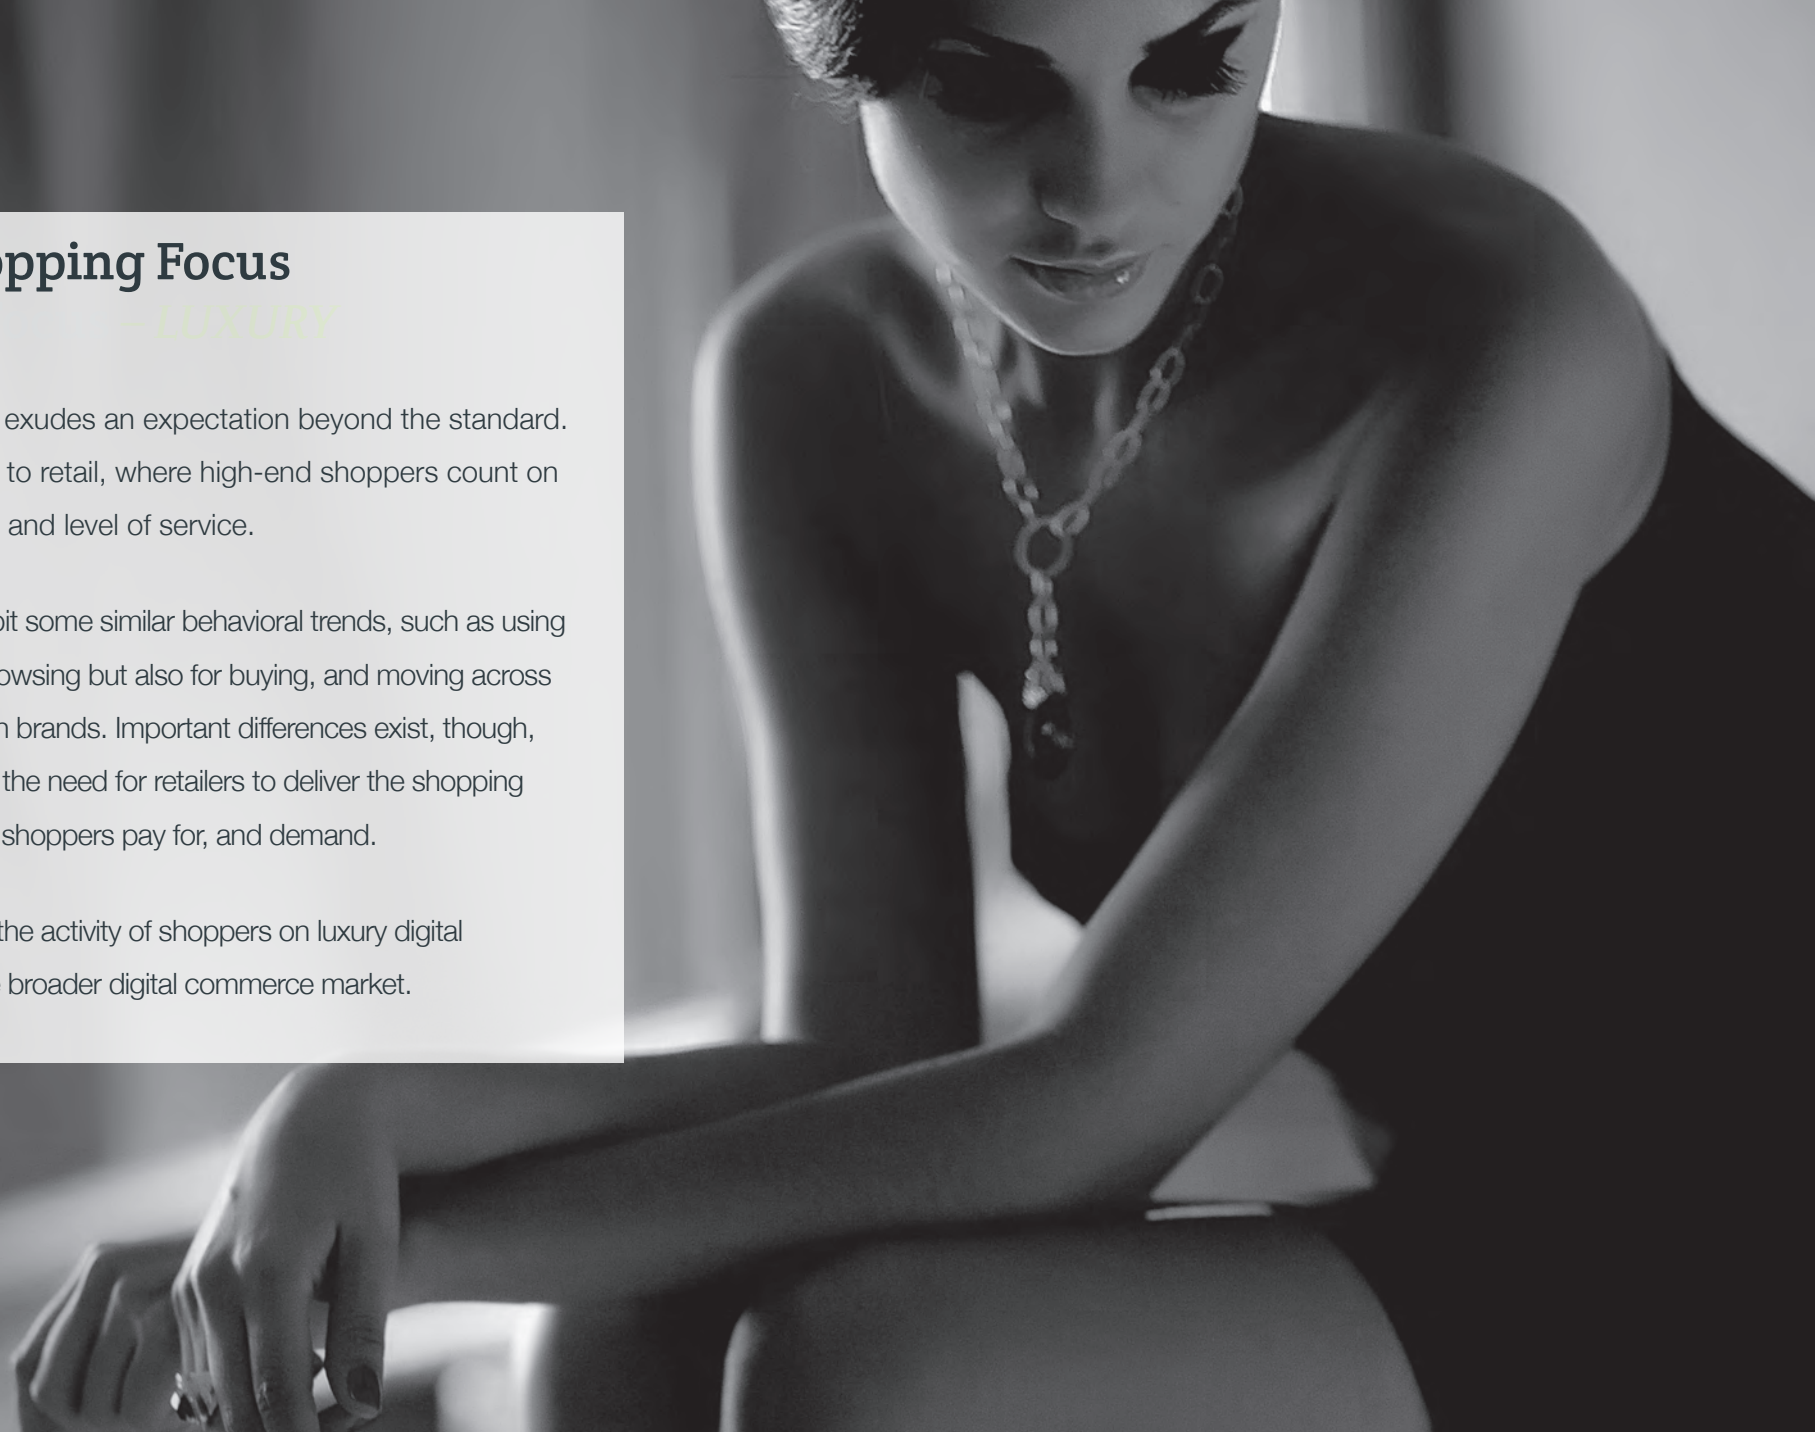 opping Focus
- LUXURY
exudes an expectation beyond the standard.
to retail, where high-end shoppers count on
and level of service.
bit some similar behavioral trends, such as using
owsing but also for buying, and moving across
brands. Important differences exist, though,
the need for retailers to deliver the shopping
shoppers pay for, and demand.
the activity of shoppers on luxury digital
broader digital commerce market.